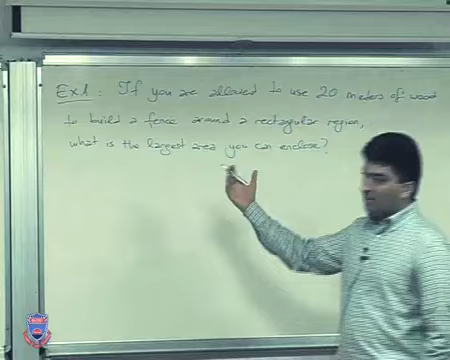 Ex1: If you are allowed to use 20 meters of wood
to build a fence around a rectagular region,
what is the largest area you can enclose?